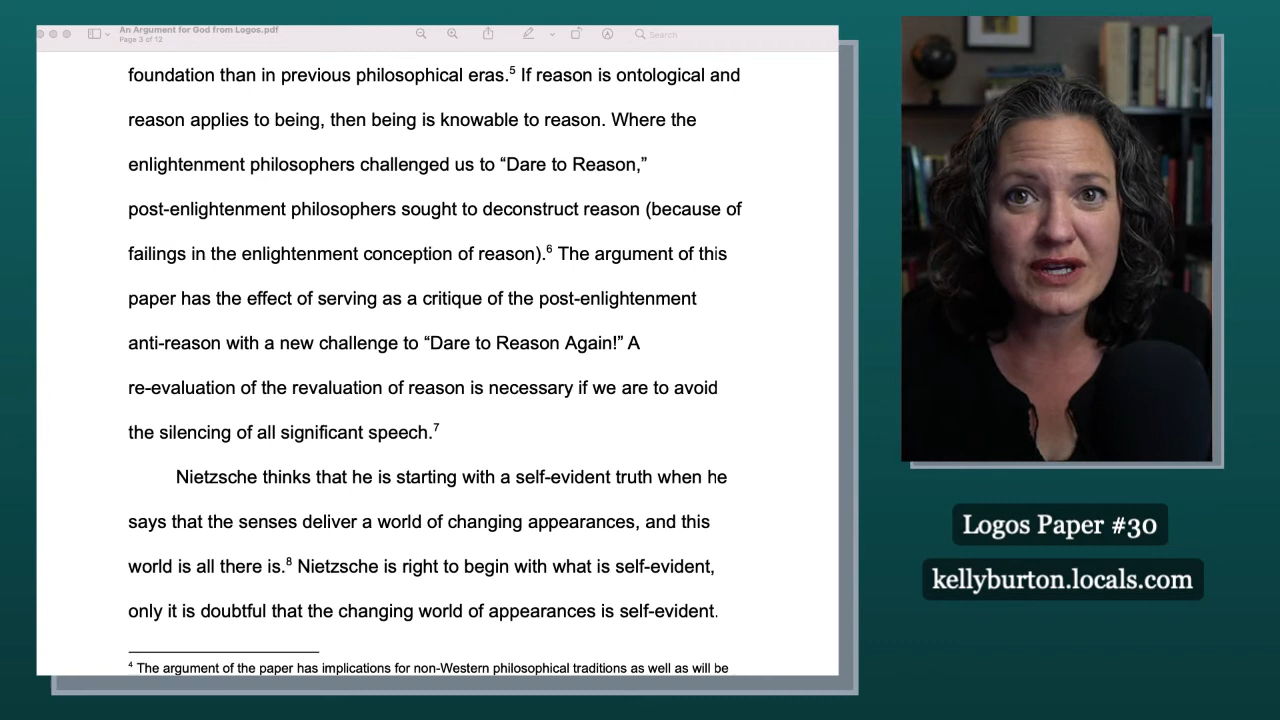 An Argument for God from Logos.pdf
Page 3 of 12
Search
foundation than in previous philosophical eras.5 If reason is ontological and
reason applies to being, then being is knowable to reason. Where the
enlightenment philosophers challenged us to “Dare to Reason,”
post-enlightenment philosophers sought to deconstruct reason (because of
failings in the enlightenment conception of reason).6 The argument of this
paper has the effect of serving as a critique of the post-enlightenment
anti-reason with a new challenge to “Dare to Reason Again!” A
re-evaluation of the revaluation of reason is necessary if we are to avoid
the silencing of all significant speech.7
Nietzsche thinks that he is starting with a self-evident truth when he
says that the senses deliver a world of changing appearances, and this
world is all there is.8 Nietzsche is right to begin with what is self-evident,
only it is doubtful that the changing world of appearances is self-evident.
4 The argument of the paper has implications for non-Western philosophical traditions as well as will be
Logos Paper #30
kellyburton.locals.com